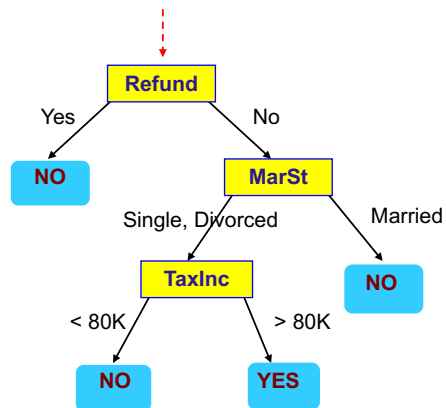 Refund
Yes
No
NO
MarSt
Single, Divorced
Married
TaxInc
NO
< 80K
> 80K
NO
YES